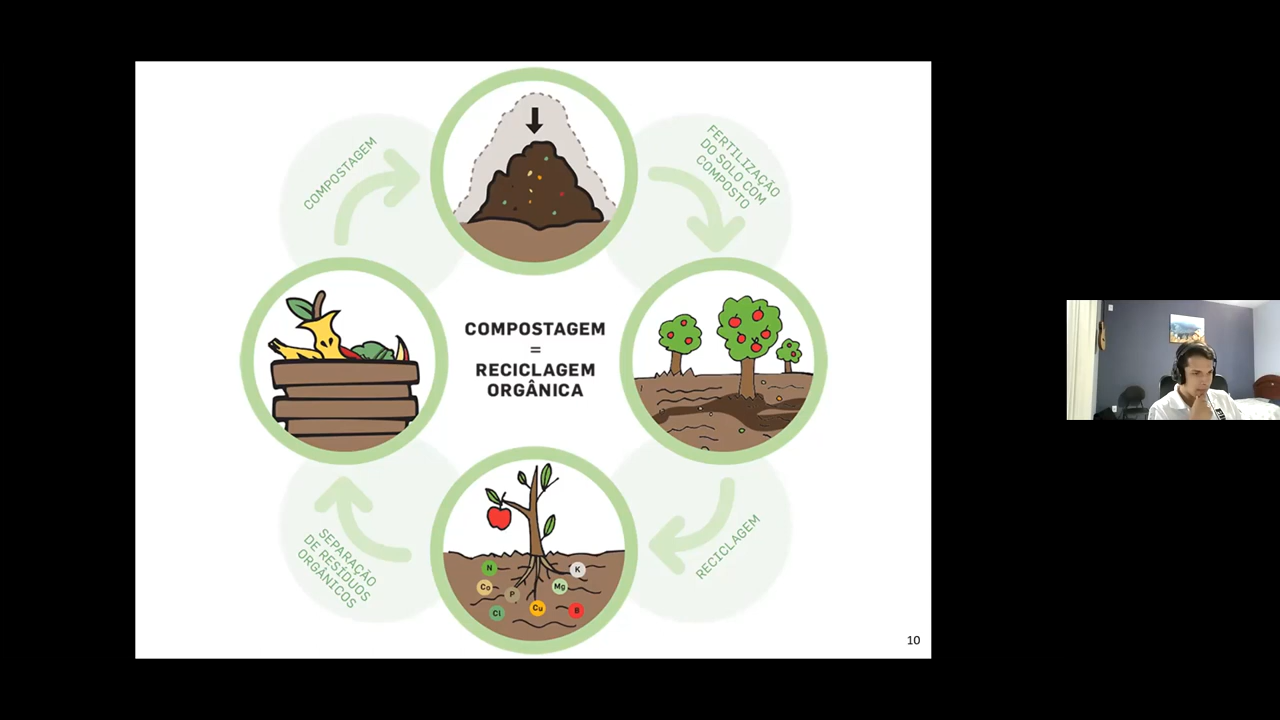 COMPOSTAGEM
FERTILIZAÇÃO
DO SOLO COM
COMPOSTO
COMPOSTAGEM
=
RECICLAGEM
ORGÂNICA
SEPARAÇÃO
DE RESÍDUOS
ORGÂNICOS
RECICLAGEM
N
K
Co
P
Mg
Cl
Cu
B
10